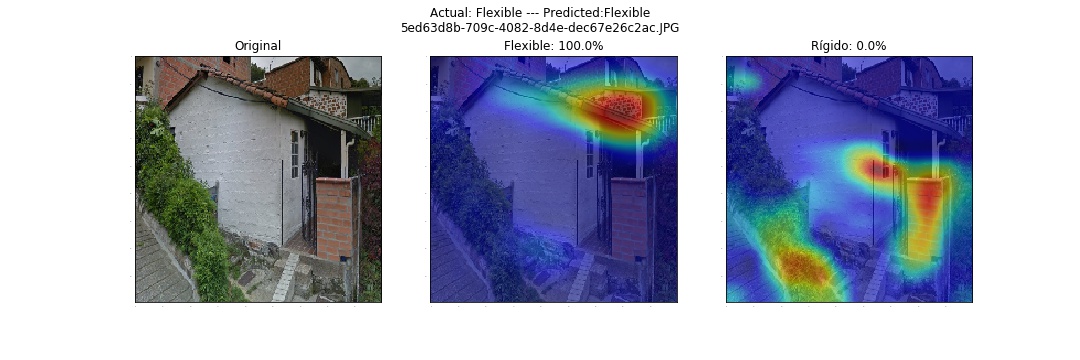 Actual: Flexible --- Predicted:Flexible
5ed63d8b-709c-4082-8d4e-dec67e26c2ac.JPG
Original
Flexible: 100.0%
Rígido: 0.0%